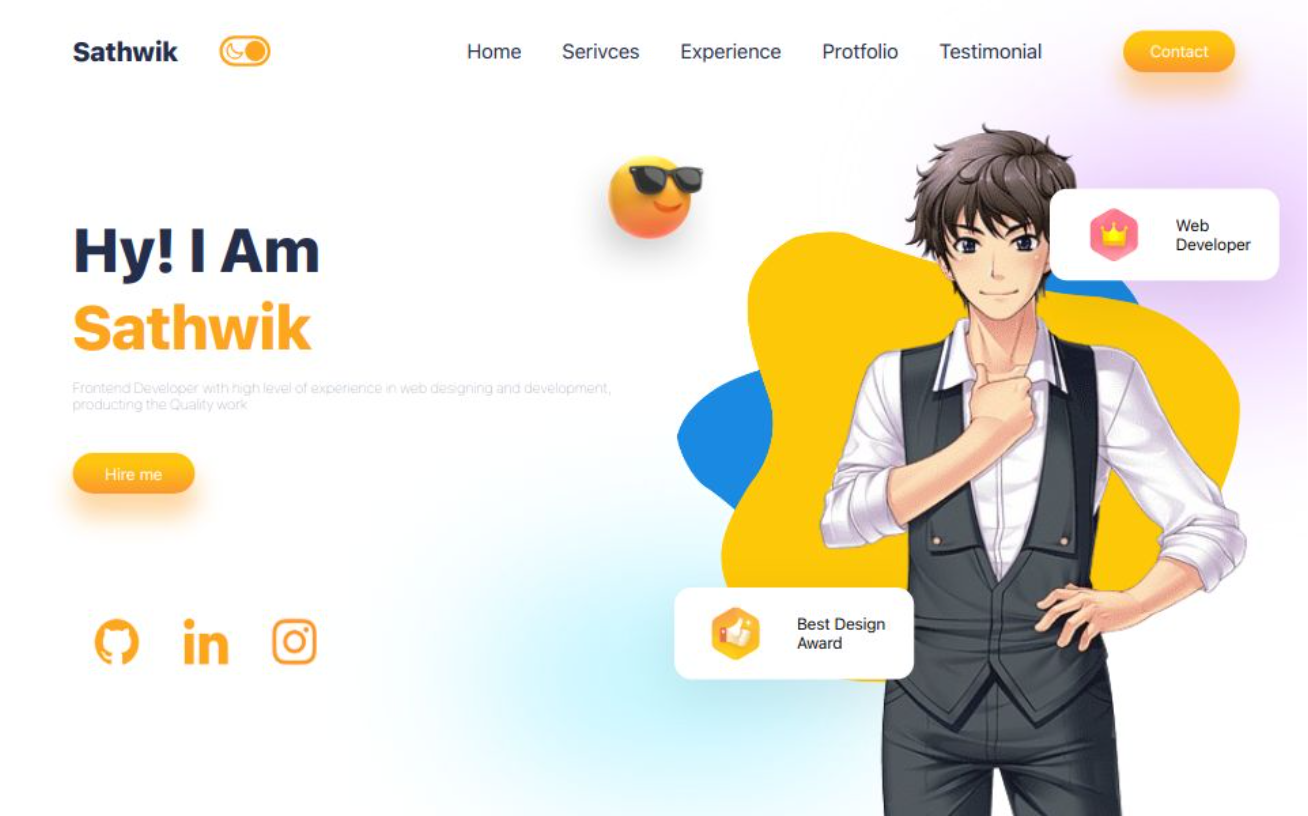 Sathwik
Home Serivces Experience Protfolio Testimonial Contact
Hy! I Am
Sathwik
Frontend Developer with high level of experience in web designing and development,
producting the Quality work
Hire me
in
Web
Developer
Best Design
Award